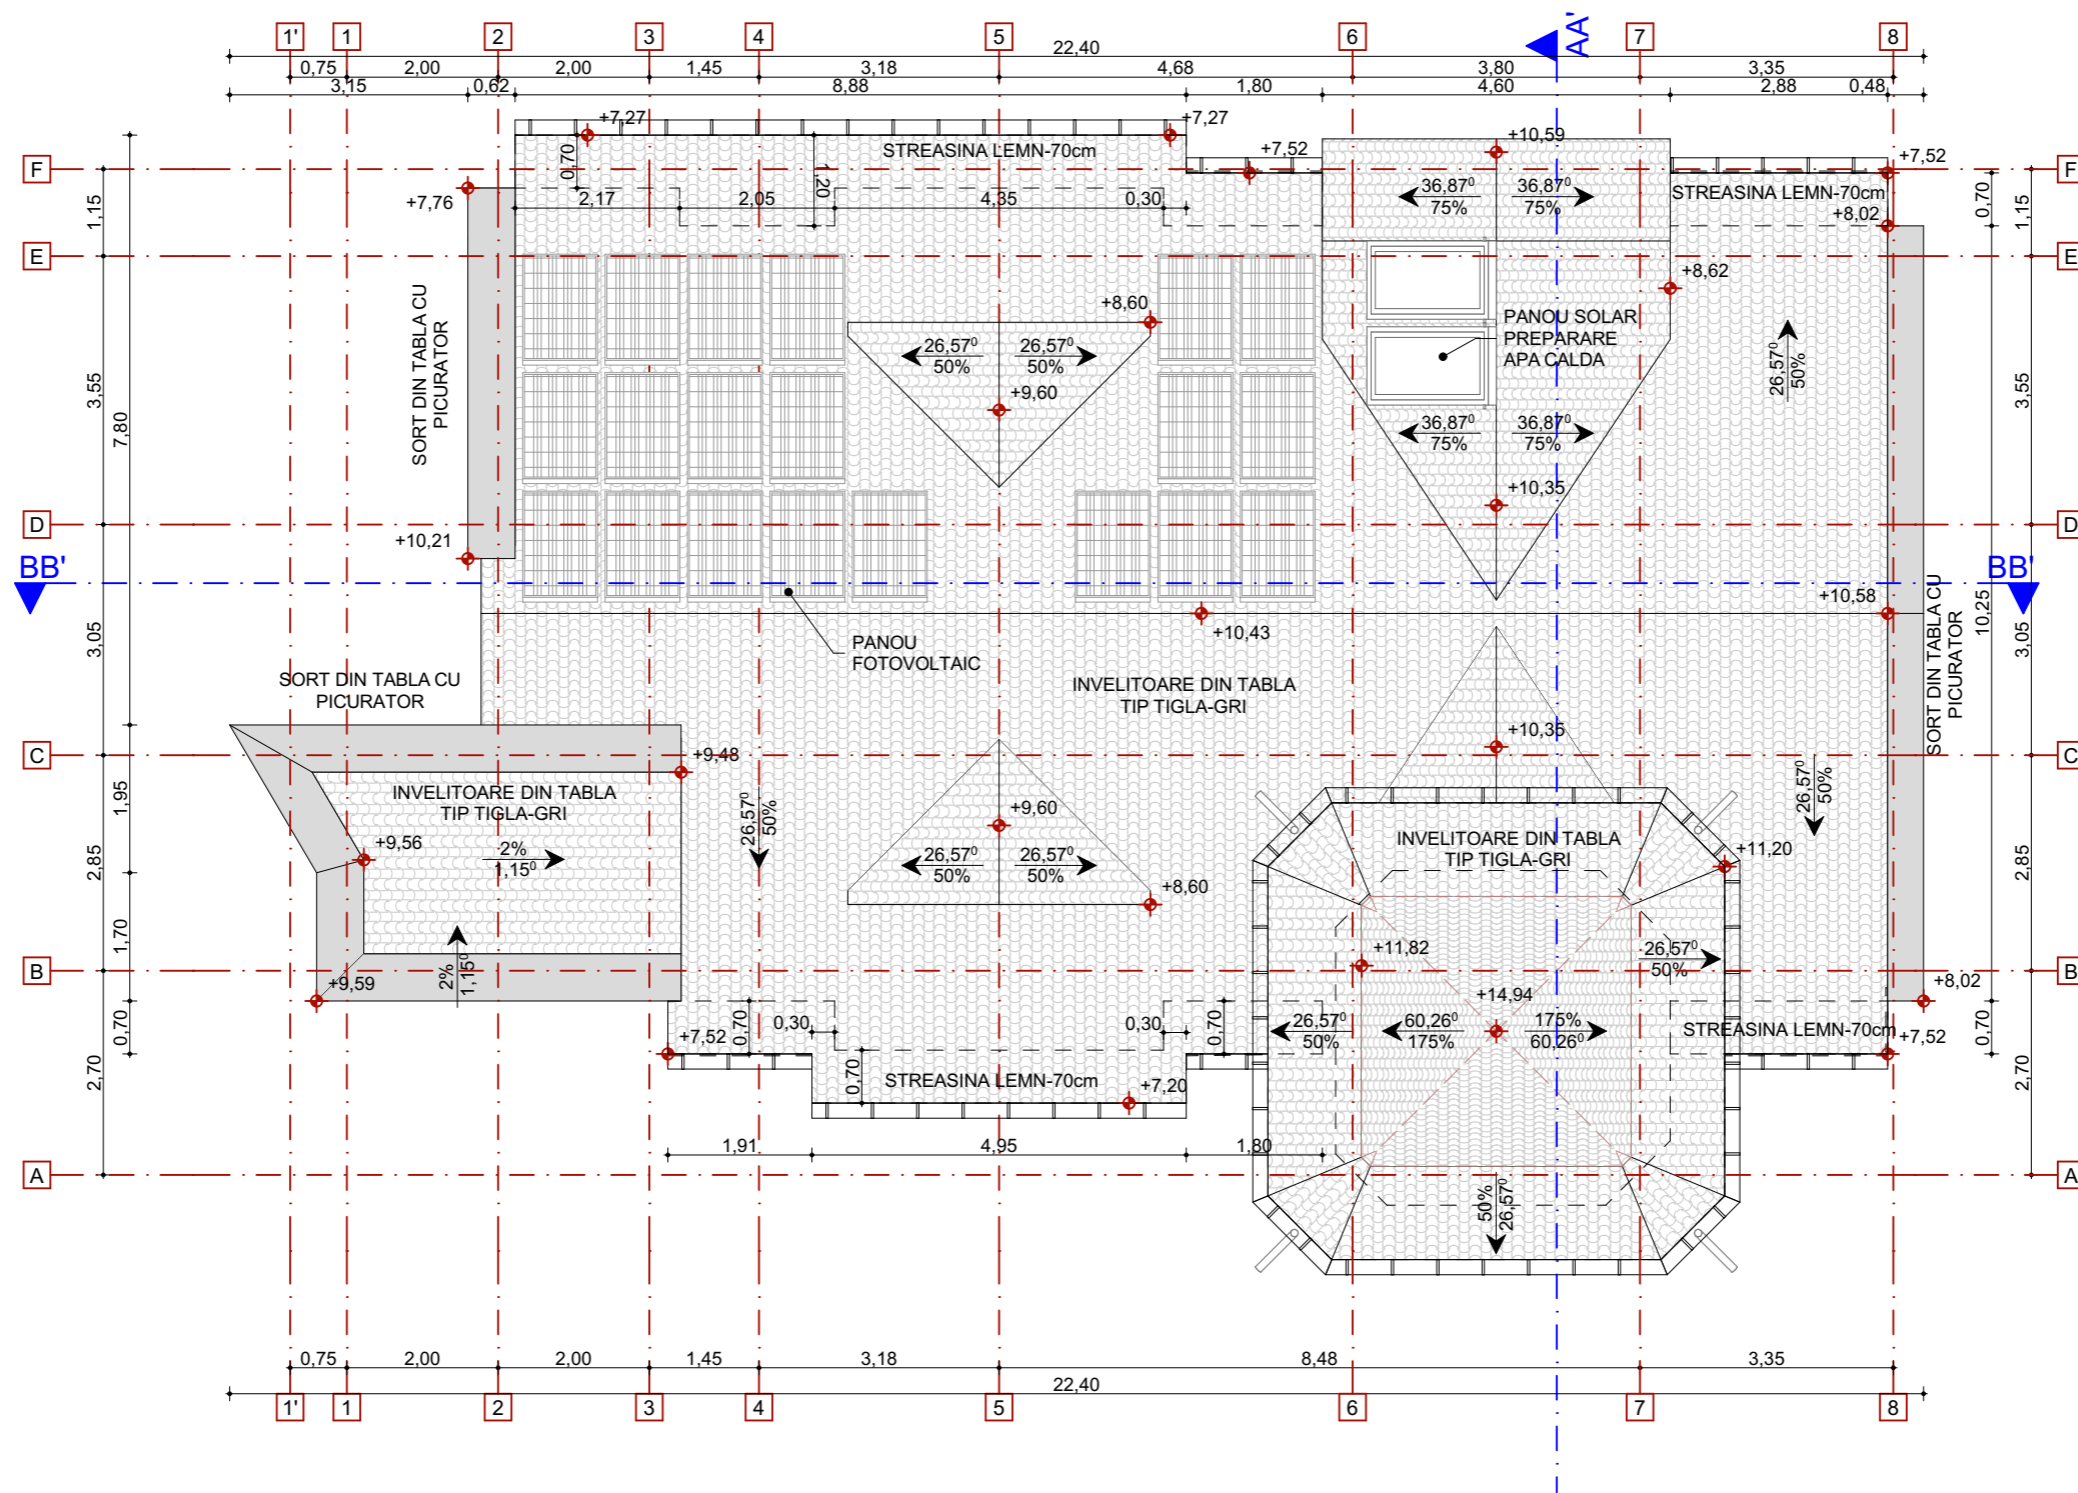 1' 1 2 3 4 5 6 AA' 7 8
22,40
0,75 2,00 2,00 1,45 3,18 4,68 3,80 3,35
3,15 0,62 8,88 1,80 4,60 2,88 0,48
+7,27 +7,27 +10,59
STREASINA LEMN-70cm +7,52 +7,52
F F
0,70 1,20 36,87⁰ 36,87⁰ STREASINA LEMN-70cm
75% 75%
+7,76 2,17 2,05 4,35 0,30 +8,02 0,70
1,15 1,15
E E
+8,62
+8,60
SORT DIN TABLA CU
PICURATOR
26,57⁰ 26,57⁰
50% 50%
PANOU SOLAR
PREPARARE
APA CALDA
26,57⁰
50%
3,55 3,55
+9,60
7,80
36,87⁰ 36,87⁰
75% 75%
+10,35
D D
+10,21
BB' BB'
+10,58
10,25
+10,43
3,05 3,05
PANOU
FOTOVOLTAIC
SORT DIN TABLA CU
PICURATOR
SORT DIN TABLA CU
PICURATOR
INVELITOARE DIN TABLA
TIP TIGLA-GRI
+10,35
C C
+9,48
INVELITOARE DIN TABLA
TIP TIGLA-GRI
1,95
26,57⁰
50%
+9,60
26,57⁰
50%
+9,56
INVELITOARE DIN TABLA
TIP TIGLA-GRI
+11,20
2%
1,15⁰
26,57⁰ 26,57⁰
50% 50%
2,85 2,85
+8,60
1,70
2%
1,15⁰
+11,82
26,57⁰
50%
B B
+9,59 +14,94 +8,02
0,70 0,70 0,30 0,30 0,70
26,57⁰ 60,26⁰ 175%
50% 175% 60,26⁰
STREASINA LEMN-70cm
0,70
+7,52 +7,52
2,70 0,70 2,70
STREASINA LEMN-70cm +7,20
1,91 4,95 1,80
A A
50%
26,57⁰
0,75 2,00 2,00 1,45 3,18 8,48 3,35
22,40
1' 1 2 3 4 5 6 7 8